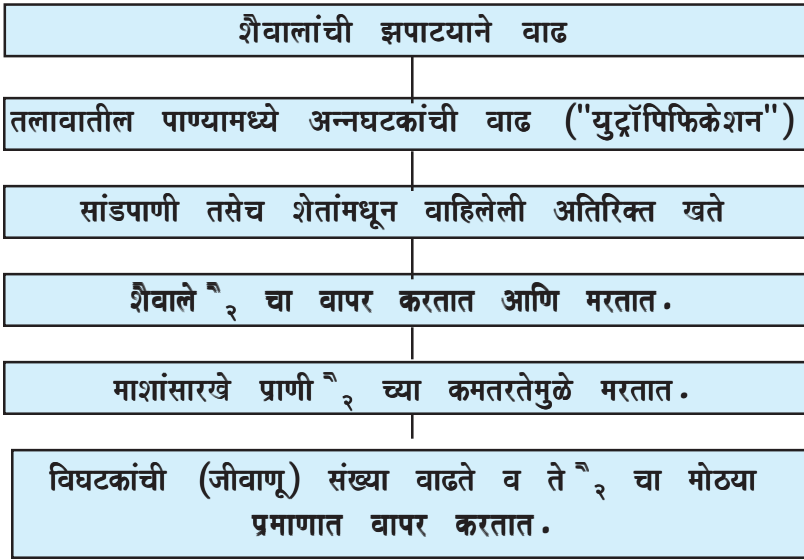 शैवालांची झपाटयाने वाढ
तलावातील पाण्यामध्ये अन्नघटकांची वाढ ("युट्रॉपिफिकेशन")
सांडपाणी तसेच शेतांमधून वाहिलेली अतिरिक्त खते
शैवाले २ चा वापर करतात आणि मरतात.
माशांसारखे प्राणी २ च्या कमतरतेमुळे मरतात.
विघटकांची (जीवाणू) संख्या वाढते व ते २ चा मोठया
प्रमाणात वापर करतात.